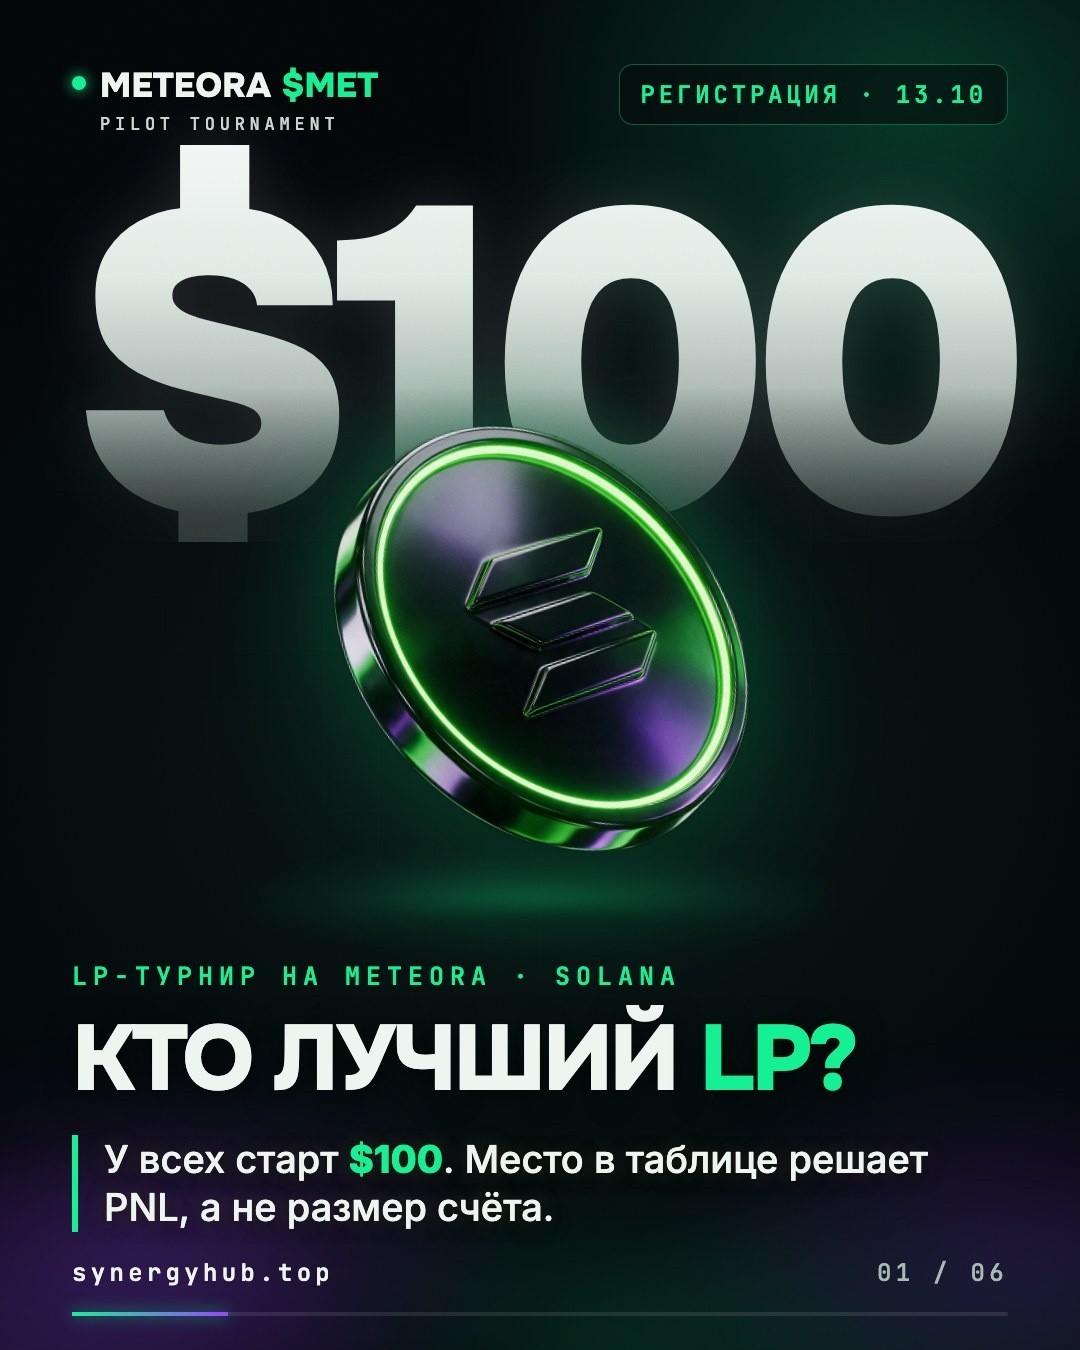 METEORA $MET
PILOT TOURNAMENT
РЕГИСТРАЦИЯ · 13.10
$100
LP-ТУРНИР НА METEORA · SOLANA
КТО ЛУЧШИЙ LP?
У всех старт $100. Место в таблице решает
PNL, а не размер счёта.
synergyhub.top
01 / 06